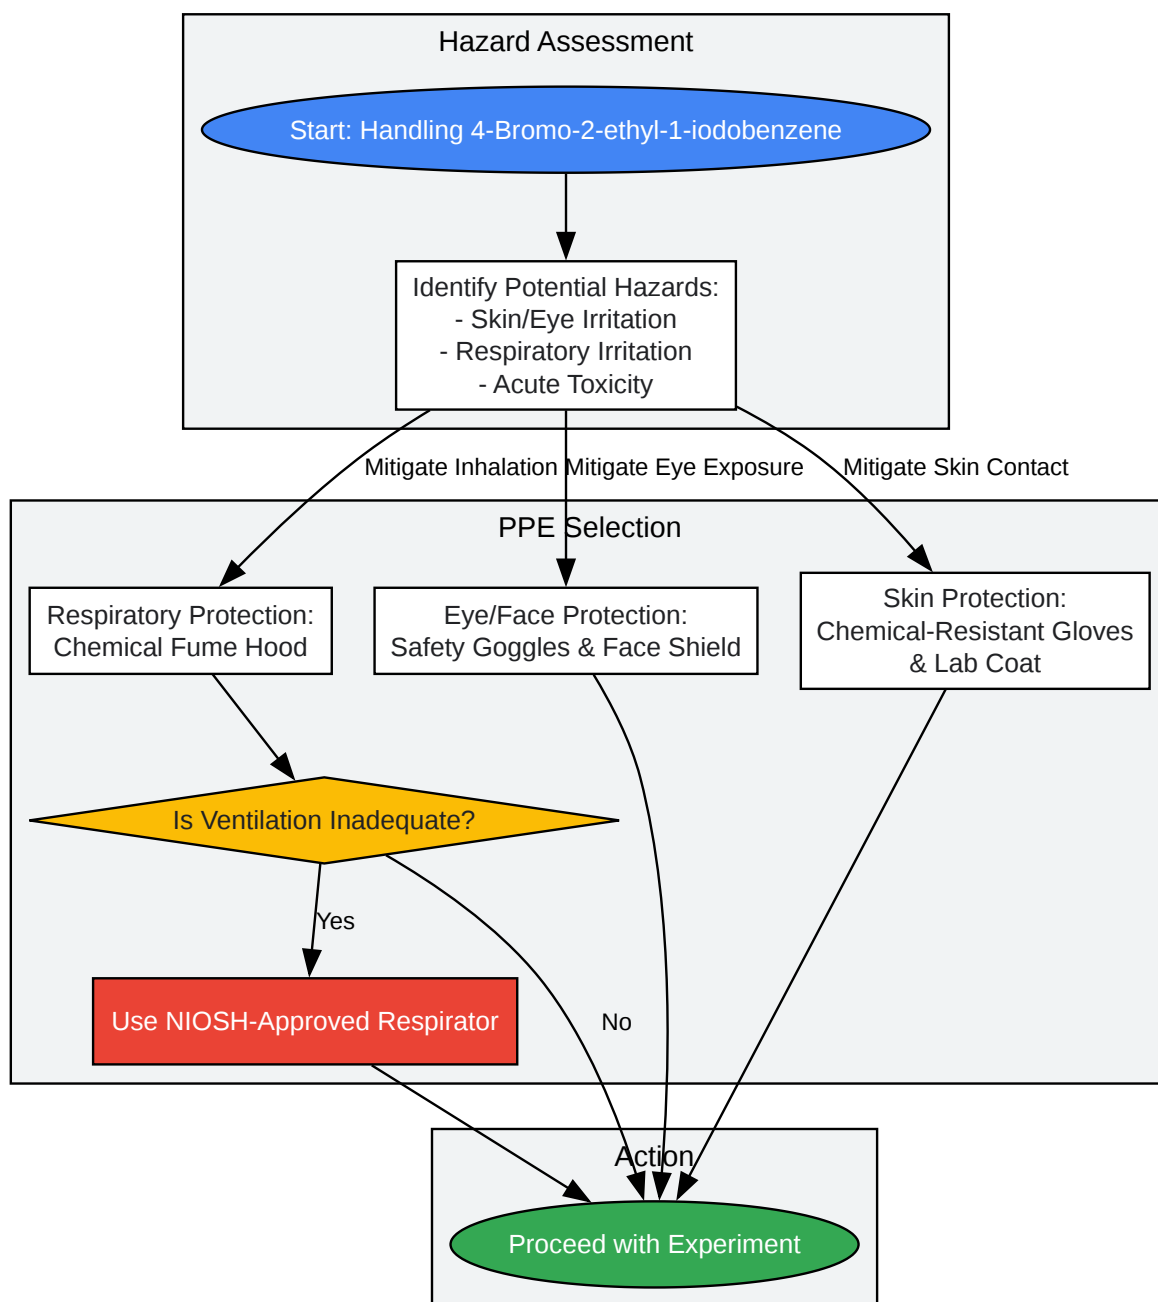 Hazard Assessment
Start: Handling 4-Bromo-2-ethyl-1-iodobenzene
Identify Potential Hazards:
- Skin/Eye Irritation
- Respiratory Irritation
- Acute Toxicity
Mitigate Inhalation
Mitigate Eye Exposure
Mitigate Skin Contact
PPE Selection
Respiratory Protection:
Chemical Fume Hood
Eye/Face Protection:
Safety Goggles & Face Shield
Skin Protection:
Chemical-Resistant Gloves
& Lab Coat
Is Ventilation Inadequate?
Yes
Use NIOSH-Approved Respirator
No
Action
Proceed with Experiment